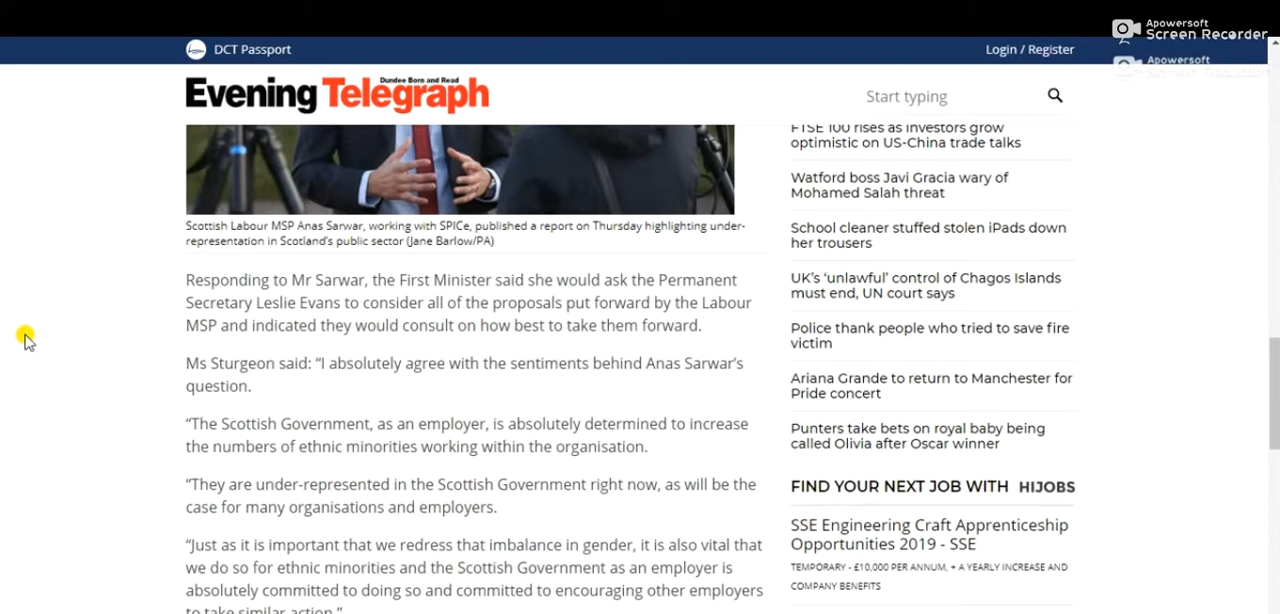 Apowersoft
Screen Recorder
DCT Passport
Login / Register
Apowersoft
Dundee Born and Read
Evening Telegraph
Start typing
Scottish Labour MSP Anas Sarwar, working with SPICe, published a report on Thursday highlighting under-
representation in Scotland's public sector (Jane Barlow/PA)
Responding to Mr Sarwar, the First Minister said she would ask the Permanent
Secretary Leslie Evans to consider all of the proposals put forward by the Labour
MSP and indicated they would consult on how best to take them forward.
Ms Sturgeon said: “I absolutely agree with the sentiments behind Anas Sarwar’s
question.
“The Scottish Government, as an employer, is absolutely determined to increase
the numbers of ethnic minorities working within the organisation.
“They are under-represented in the Scottish Government right now, as will be the
case for many organisations and employers.
“Just as it is important that we redress that imbalance in gender, it is also vital that
we do so for ethnic minorities and the Scottish Government as an employer is
absolutely committed to doing so and committed to encouraging other employers
to take similar action.”
FTSE 100 rises as investors grow
optimistic on US-China trade talks
Watford boss Javi Gracia wary of
Mohamed Salah threat
School cleaner stuffed stolen iPads down
her trousers
UK’s ‘unlawful’ control of Chagos Islands
must end, UN court says
Police thank people who tried to save fire
victim
Ariana Grande to return to Manchester for
Pride concert
Punters take bets on royal baby being
called Olivia after Oscar winner
FIND YOUR NEXT JOB WITH HIJOBS
SSE Engineering Craft Apprenticeship
Opportunities 2019 - SSE
TEMPORARY - £10,000 PER ANNUM, + A YEARLY INCREASE AND
COMPANY BENEFITS